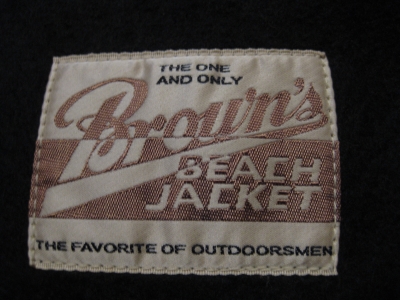 THE ONE
AND ONLY
Brown's
BEACH
JACKET
THE FAVORITE OF OUTDOORSMEN